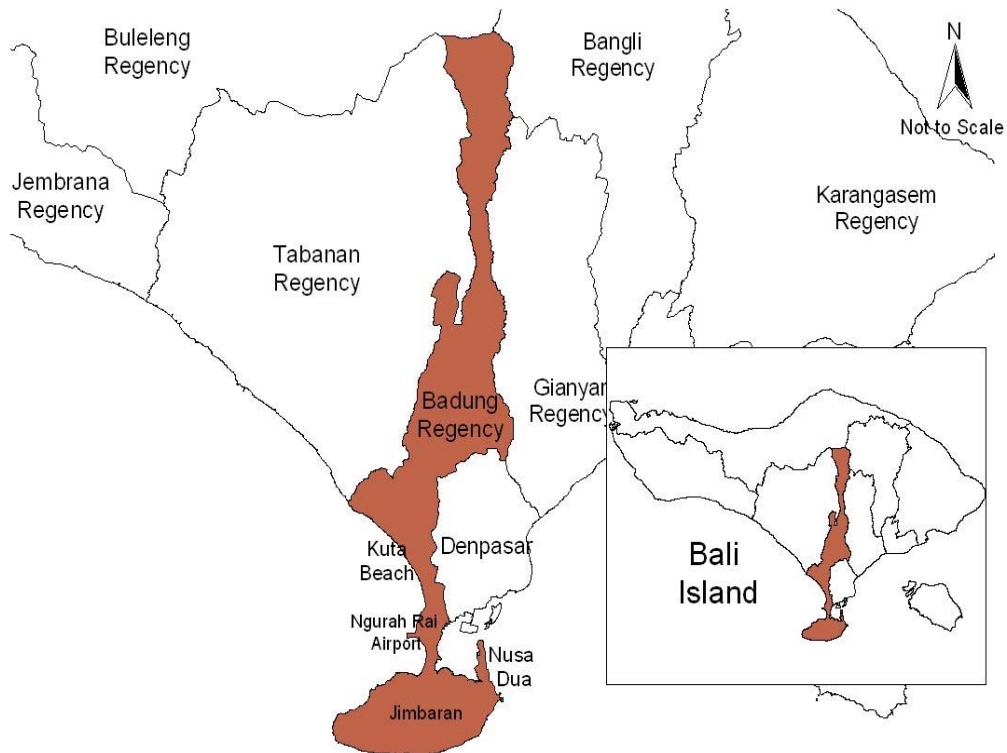 Buleleng
Regency
Bangli
Regency
N
Not to Scale
Jembrana
Regency
Karangasem
Regency
Tabanan
Regency
Badung
Regency
Gianyar
Regency
Kuta
Beach
Denpasar
Ngurah Rai
Airport
Nusa
Dua
Jimbaran
Bali
Island